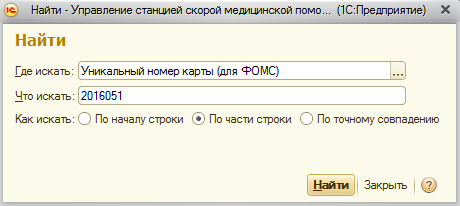 Найти - Управление станцией скорой медицинской помо... (1С:Предприятие)
Найти
Где искать: Уникальный номер карты (для ФОМС) ...
Что искать: 2016051
Как искать: По началу строки По части строки По точному совпадению
Найти Закрыть ?